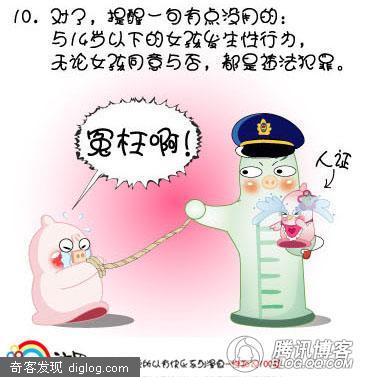 10. 对了，提醒一句有点没用的：
与14岁以下的女孩发生性行为，
无论女孩同意与否，都是违法犯罪。
冤枉啊！
人证
腾讯博客
奇客发现 diglog.com